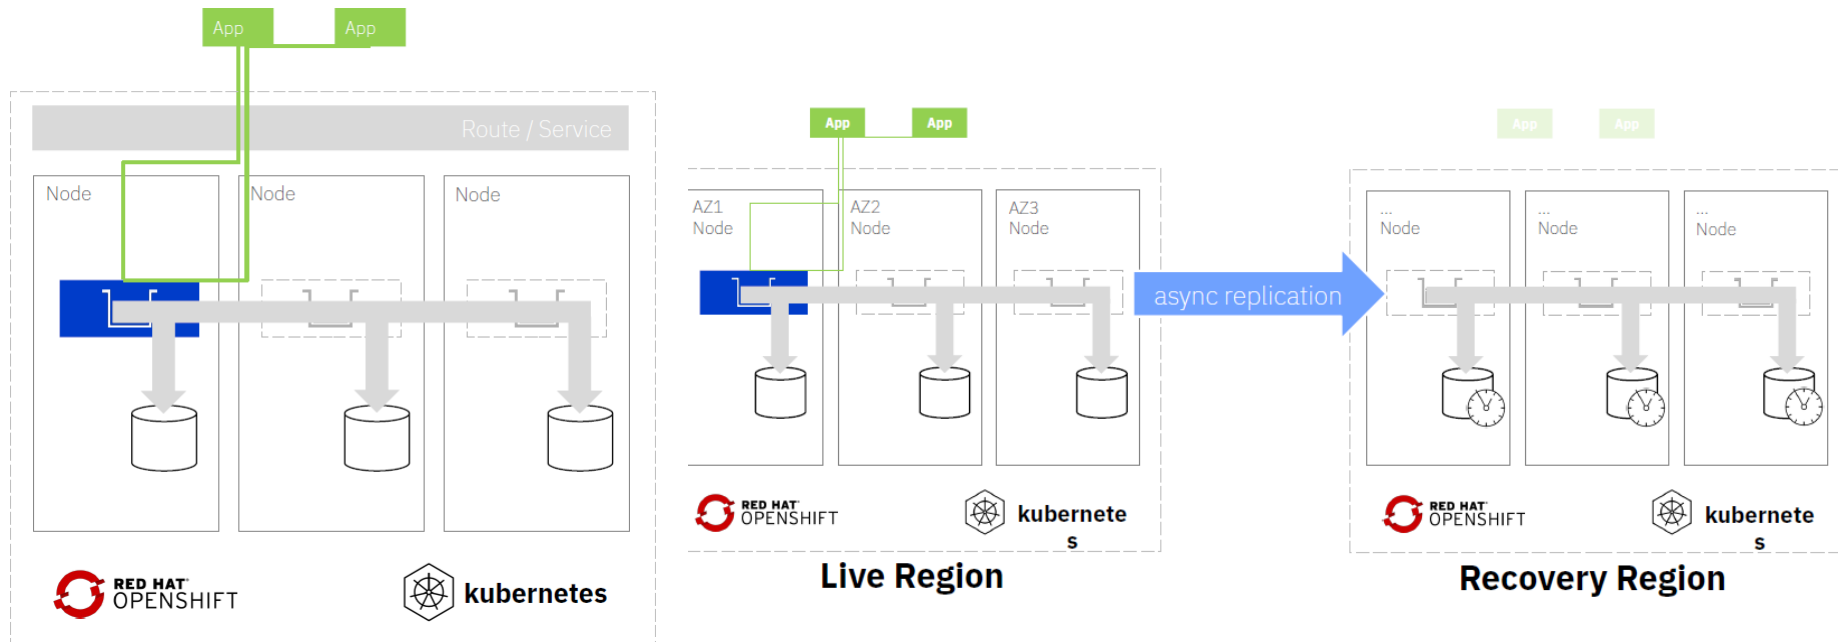 App
App
Route / Service
Node
Node
Node
RED HAT
OPENSHIFT
kubernetes
App
App
AZ1
Node
AZ2
Node
AZ3
Node
RED HAT
OPENSHIFT
kubernete
s
Live Region
async replication
App
App
...
Node
...
Node
...
Node
RED HAT
OPENSHIFT
kubernete
s
Recovery Region